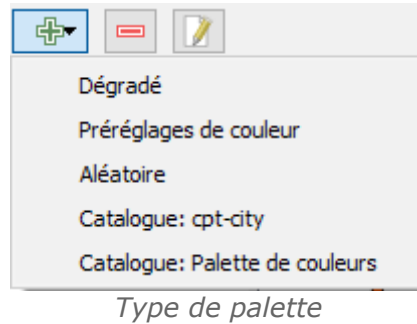 Dégradé
Préréglages de couleur
Aléatoire
Catalogue: cpt-city
Catalogue: Palette de couleurs
Type de palette